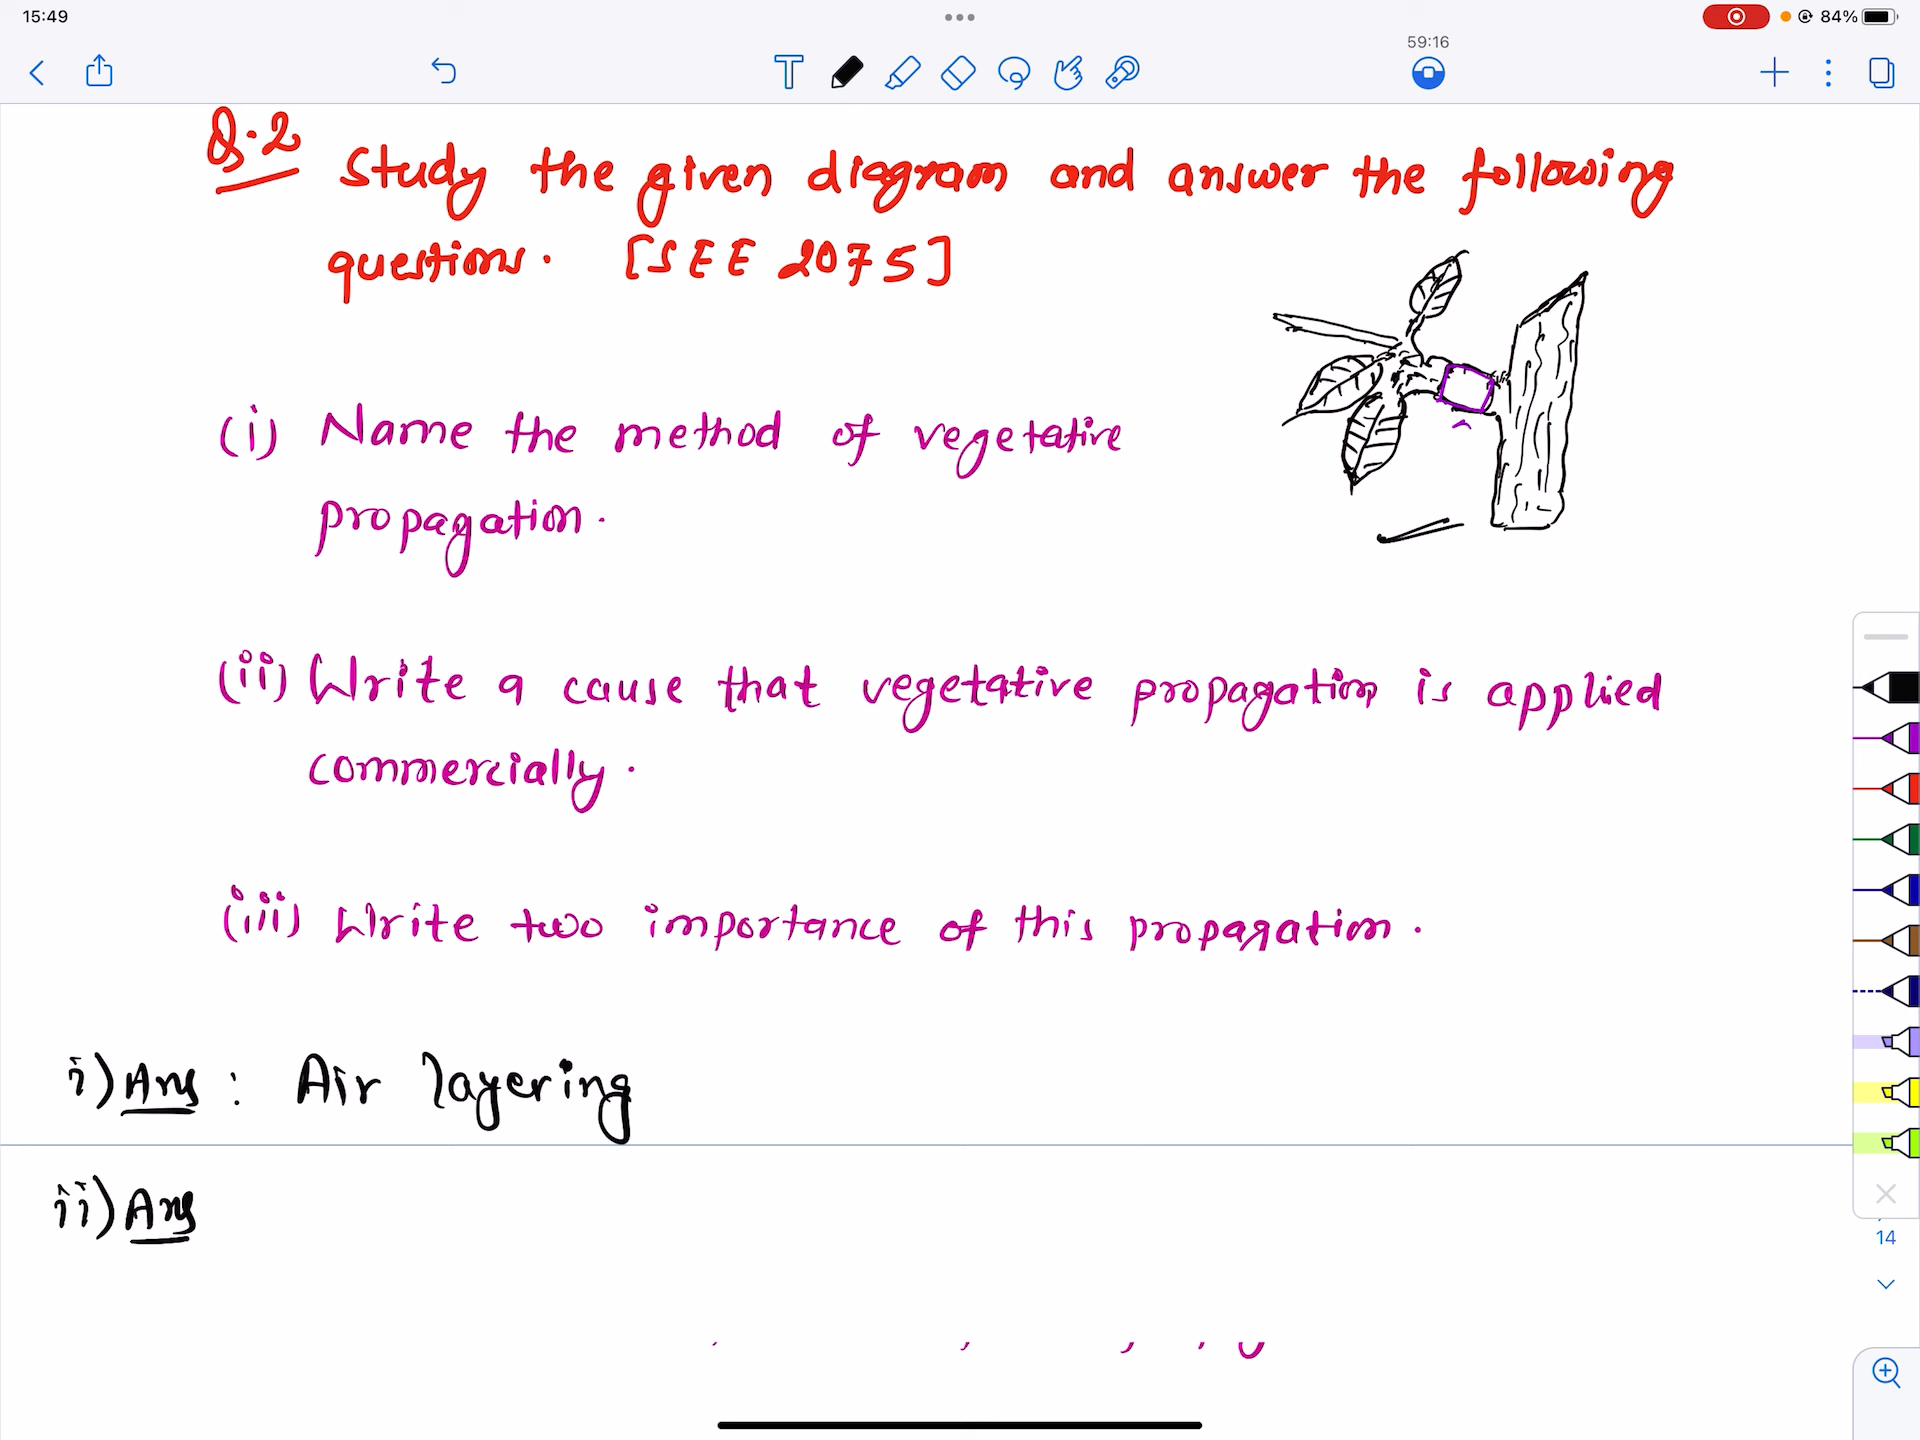 15:49
84%
59:16
T
Q.2 Study the given diagram and answer the following
questions. [SEE 2075]
(i) Name the method of vegetative
propagation.
(ii) Write a cause that vegetative propagation is applied
commercially.
(iii) Write two importance of this propagation.
i) Ans : Air layering
ii) Ans
14